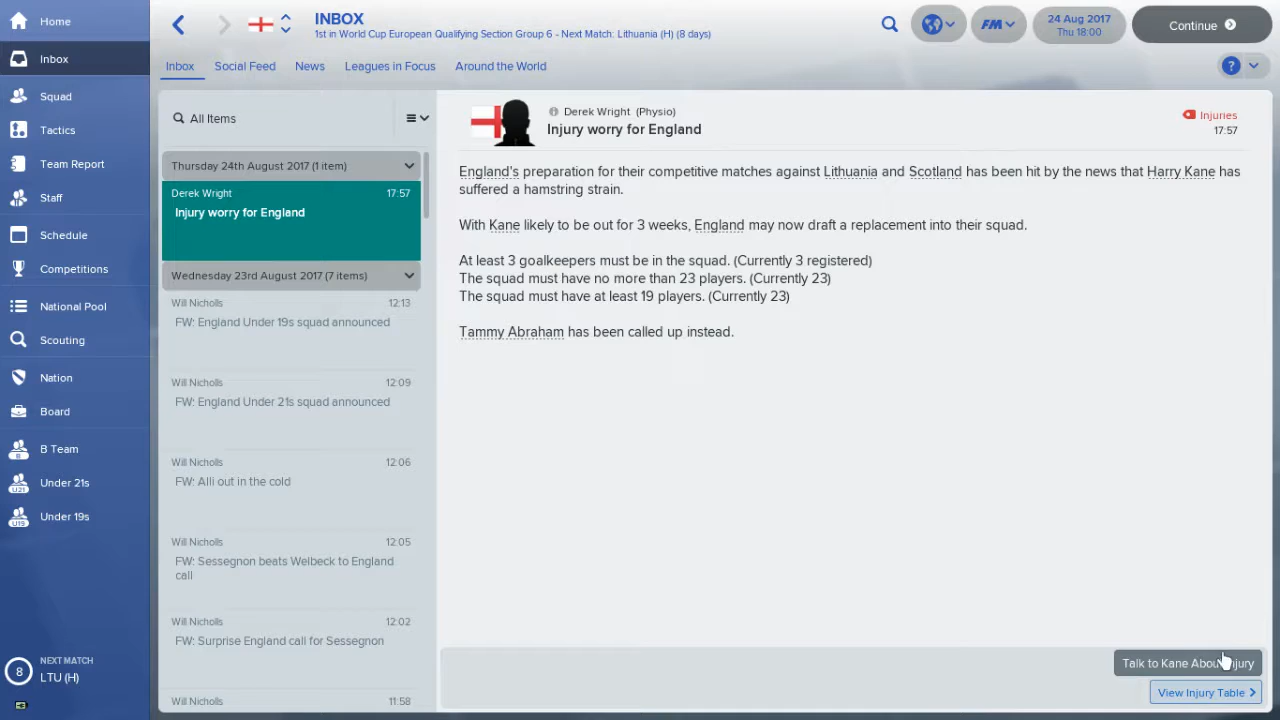 Home
Inbox
Squad
Tactics
Team Report
Staff
Schedule
Competitions
National Pool
Scouting
Nation
Board
B Team
Under 21s
Under 19s
8
NEXT MATCH
LTU (H)
INBOX
1st in World Cup European Qualifying Section Group 6 - Next Match: Lithuania (H) (8 days)
FM
24 Aug 2017
Thu 18:00
Continue
Inbox
Social Feed
News
Leagues in Focus
Around the World
?
All Items
Thursday 24th August 2017 (1 item)
Derek Wright 17:57
Injury worry for England
Wednesday 23rd August 2017 (7 items)
Will Nicholls 12:13
FW: England Under 19s squad announced
Will Nicholls 12:09
FW: England Under 21s squad announced
Will Nicholls 12:06
FW: Alli out in the cold
Will Nicholls 12:05
FW: Sessegnon beats Welbeck to England
call
Will Nicholls 12:02
FW: Surprise England call for Sessegnon
Will Nicholls 11:58
Derek Wright (Physio)
Injury worry for England
Injuries
17:57
England's preparation for their competitive matches against Lithuania and Scotland has been hit by the news that Harry Kane has
suffered a hamstring strain.
With Kane likely to be out for 3 weeks, England may now draft a replacement into their squad.
At least 3 goalkeepers must be in the squad. (Currently 3 registered)
The squad must have no more than 23 players. (Currently 23)
The squad must have at least 19 players. (Currently 23)
Tammy Abraham has been called up instead.
Talk to Kane About Injury
View Injury Table